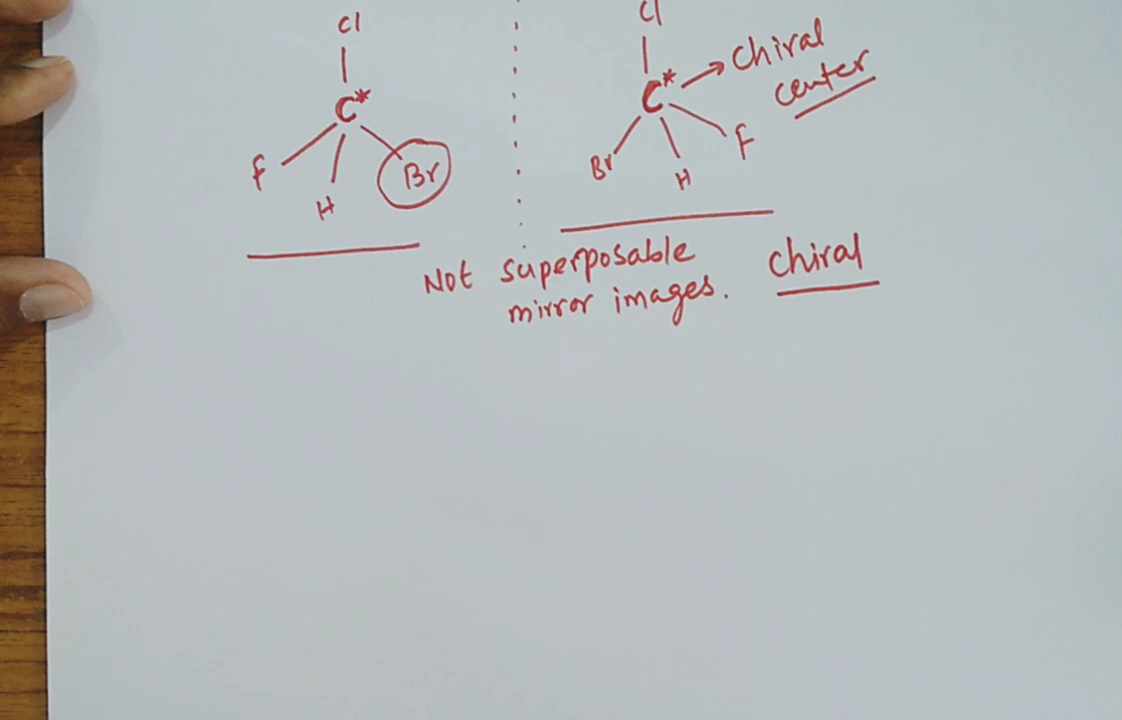 Cl
C*
F
H
Br
Cl
C* → Chiral
center
Br
H
F
Not superposable
mirror images.
Chiral